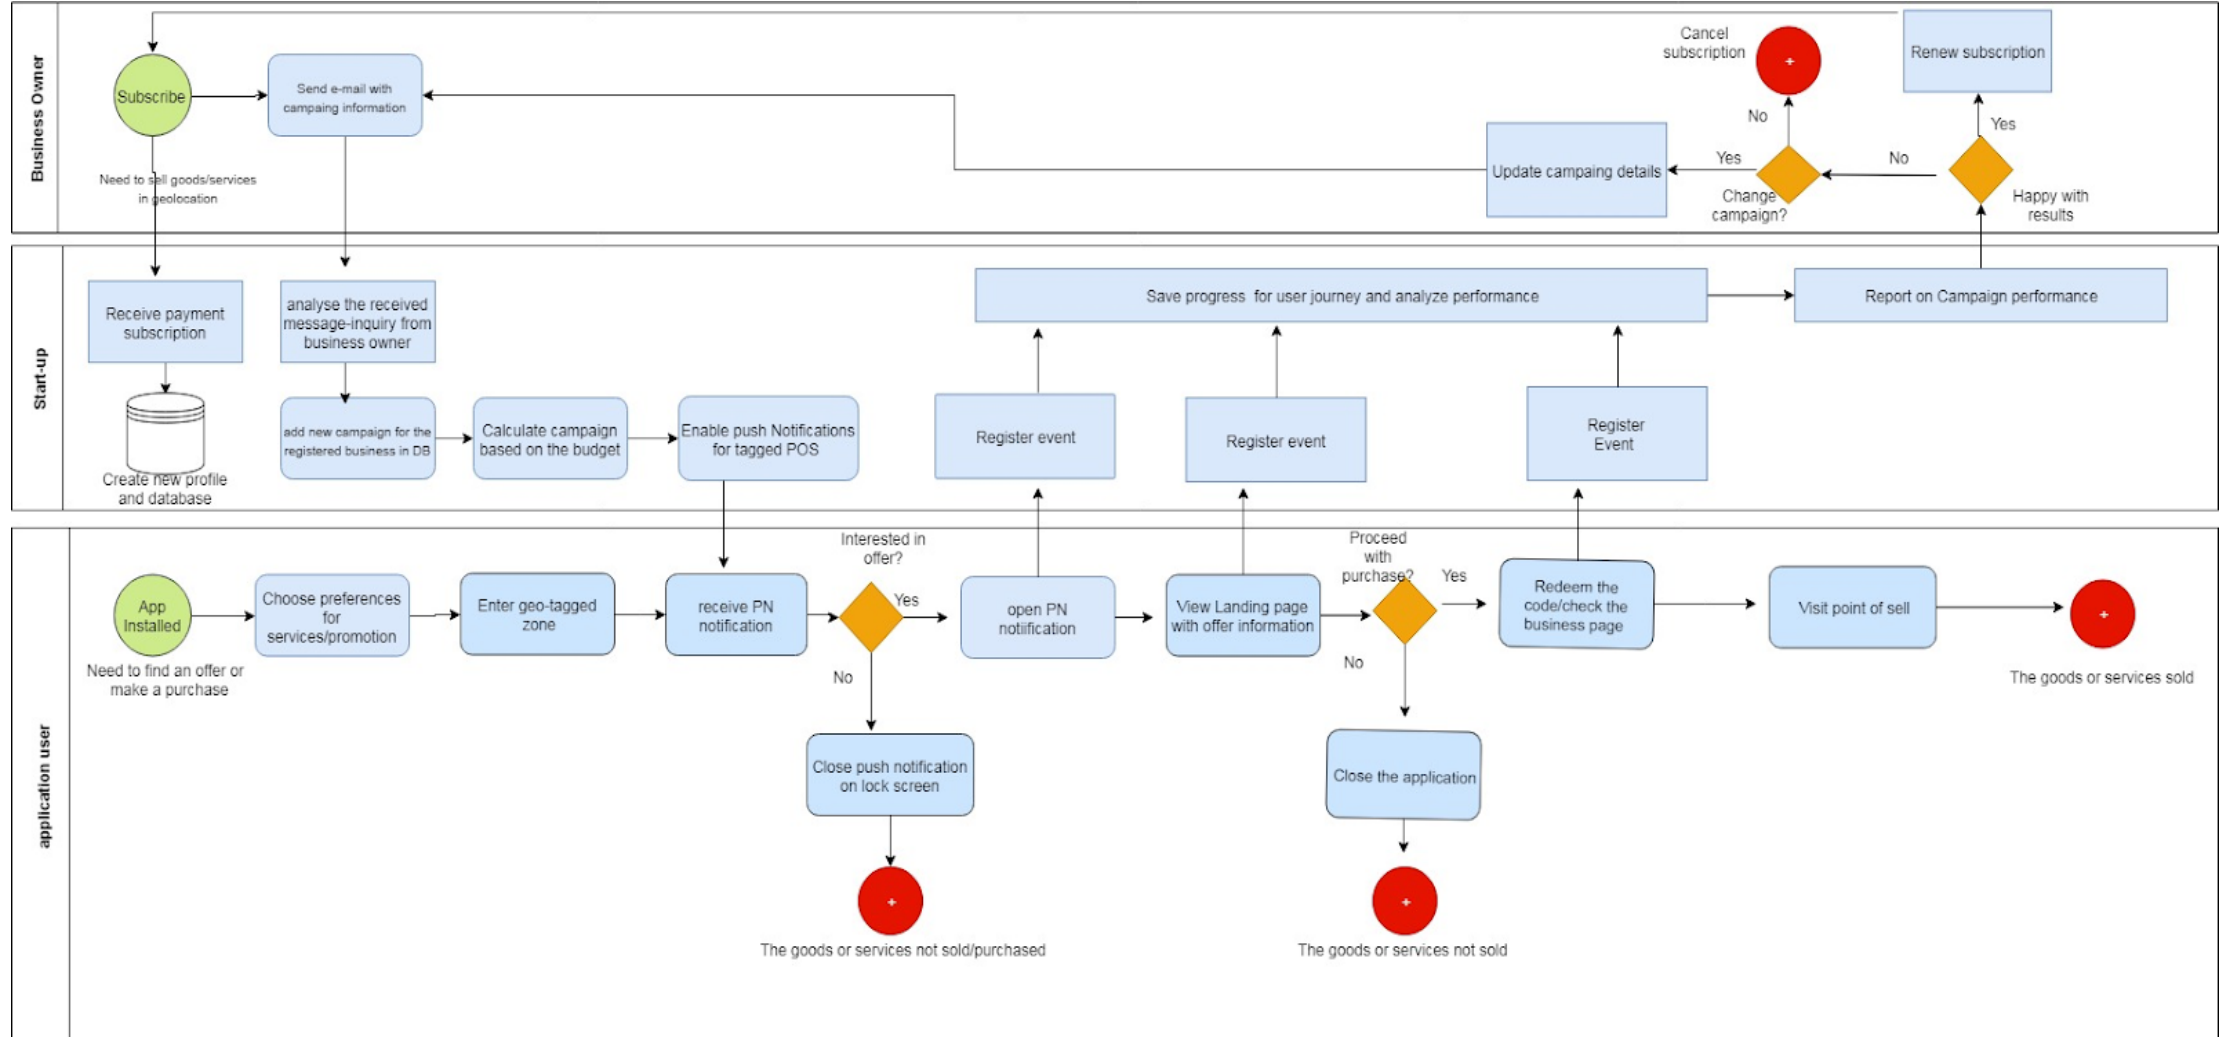 Business Owner
Subscribe
Need to sell goods/services
in geolocation
Send e-mail with
campaing information
Cancel
subscription
No
Renew subscription
Yes
Update campaing details
Yes
Change
campaign?
No
Happy with
results
Start-up
Receive payment
subscription
Create new profile
and database
analyse the received
message-inquiry from
business owner
add new campaign for the
registered business in DB
Calculate campaign
based on the budget
Enable push Notifications
for tagged POS
Save progress for user journey and analyze performance
Report on Campaign performance
Register event
Register event
Register
Event
application user
App
Installed
Need to find an offer or
make a purchase
Choose preferences
for
services/promotion
Enter geo-tagged
zone
receive PN
notification
Interested in
offer?
Yes
No
open PN
notiification
View Landing page
with offer information
Proceed
with
purchase?
Yes
No
Redeem the
code/check the
business page
Visit point of sell
The goods or services sold
Close push notification
on lock screen
The goods or services not sold/purchased
Close the application
The goods or services not sold